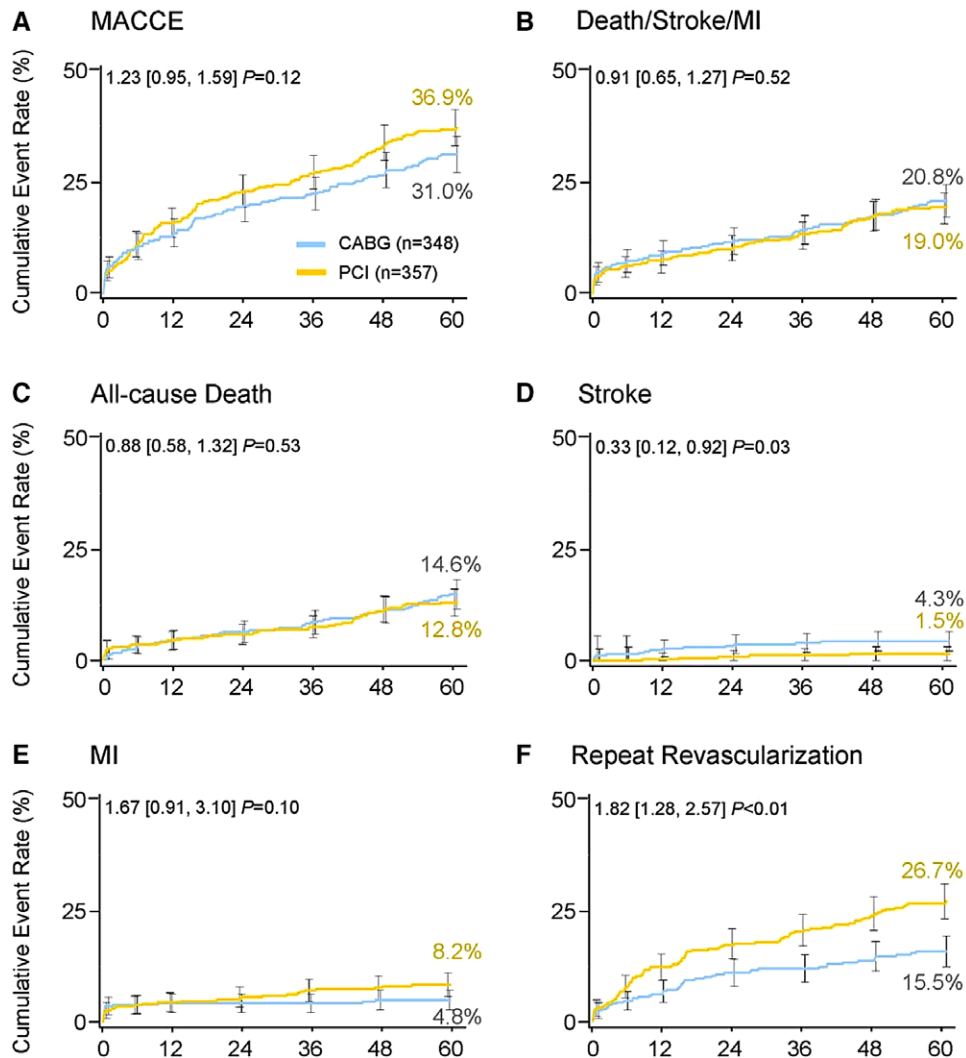 A MACCE
Cumulative Event Rate (%)
50
25
0
1.23 [0.95, 1.59] P=0.12
36.9%
31.0%
CABG (n=348)
PCI (n=357)
0 12 24 36 48 60
B Death/Stroke/MI
50
25
0
0.91 [0.65, 1.27] P=0.52
20.8%
19.0%
0 12 24 36 48 60
C All-cause Death
Cumulative Event Rate (%)
50
25
0
0.88 [0.58, 1.32] P=0.53
14.6%
12.8%
0 12 24 36 48 60
D Stroke
50
25
0
0.33 [0.12, 0.92] P=0.03
4.3%
1.5%
0 12 24 36 48 60
E MI
Cumulative Event Rate (%)
50
25
0
1.67 [0.91, 3.10] P=0.10
8.2%
4.8%
0 12 24 36 48 60
F Repeat Revascularization
50
25
0
1.82 [1.28, 2.57] P<0.01
26.7%
15.5%
0 12 24 36 48 60